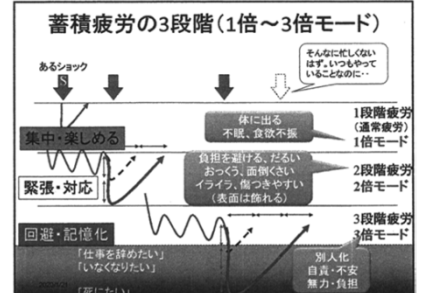 蓄積疲労の3段階(1倍~3倍モード)
あるショック
S
そんなに忙しくない
はず。いつもやって
いることなのに・・
集中・楽しめる
体に出る
不眠、食欲不振
1段階疲労
(通常疲労)
1倍モード
緊張・対応
負担を避ける、だるい
おっくう、面倒くさい
イライラ、傷つきやすい
(表面は飾れる)
2段階疲労
2倍モード
回避・記憶化
「仕事を辞めたい」
「いなくなりたい」
「死にたい」
3段階疲労
3倍モード
別人化
自責・不安
無力・負担